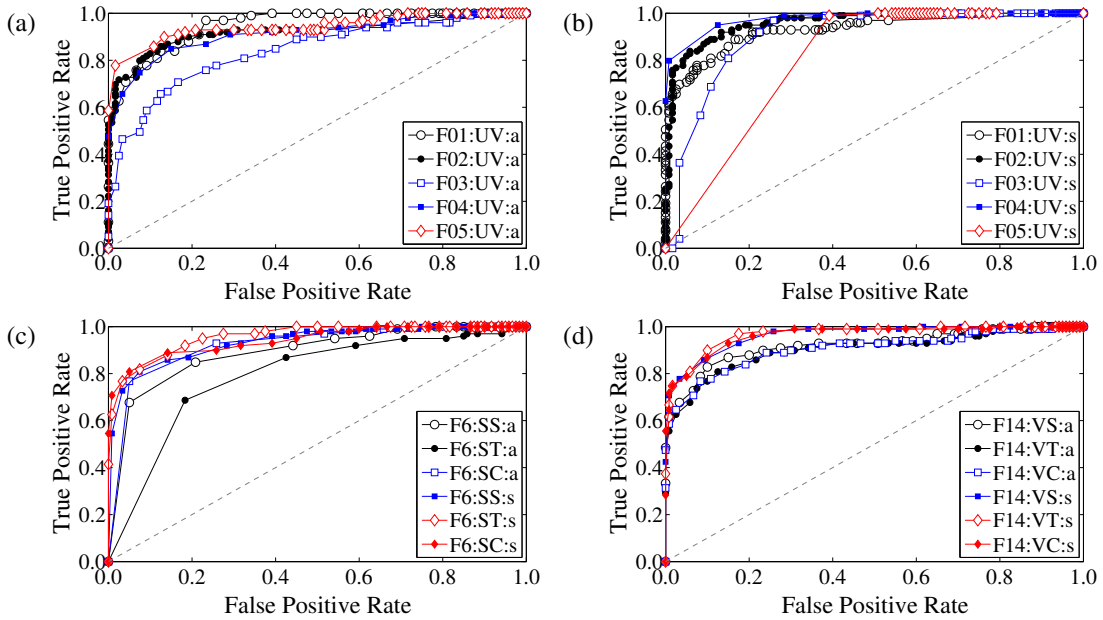 (a)
True Positive Rate
1.0
0.8
0.6
0.4
0.2
0.0
F01:UV:a
F02:UV:a
F03:UV:a
F04:UV:a
F05:UV:a
0.0 0.2 0.4 0.6 0.8 1.0
False Positive Rate
(b)
True Positive Rate
1.0
0.8
0.6
0.4
0.2
0.0
F01:UV:s
F02:UV:s
F03:UV:s
F04:UV:s
F05:UV:s
0.0 0.2 0.4 0.6 0.8 1.0
False Positive Rate
(c)
True Positive Rate
1.0
0.8
0.6
0.4
0.2
0.0
F6:SS:a
F6:ST:a
F6:SC:a
F6:SS:s
F6:ST:s
F6:SC:s
0.0 0.2 0.4 0.6 0.8 1.0
False Positive Rate
(d)
True Positive Rate
1.0
0.8
0.6
0.4
0.2
0.0
F14:VS:a
F14:VT:a
F14:VC:a
F14:VS:s
F14:VT:s
F14:VC:s
0.0 0.2 0.4 0.6 0.8 1.0
False Positive Rate